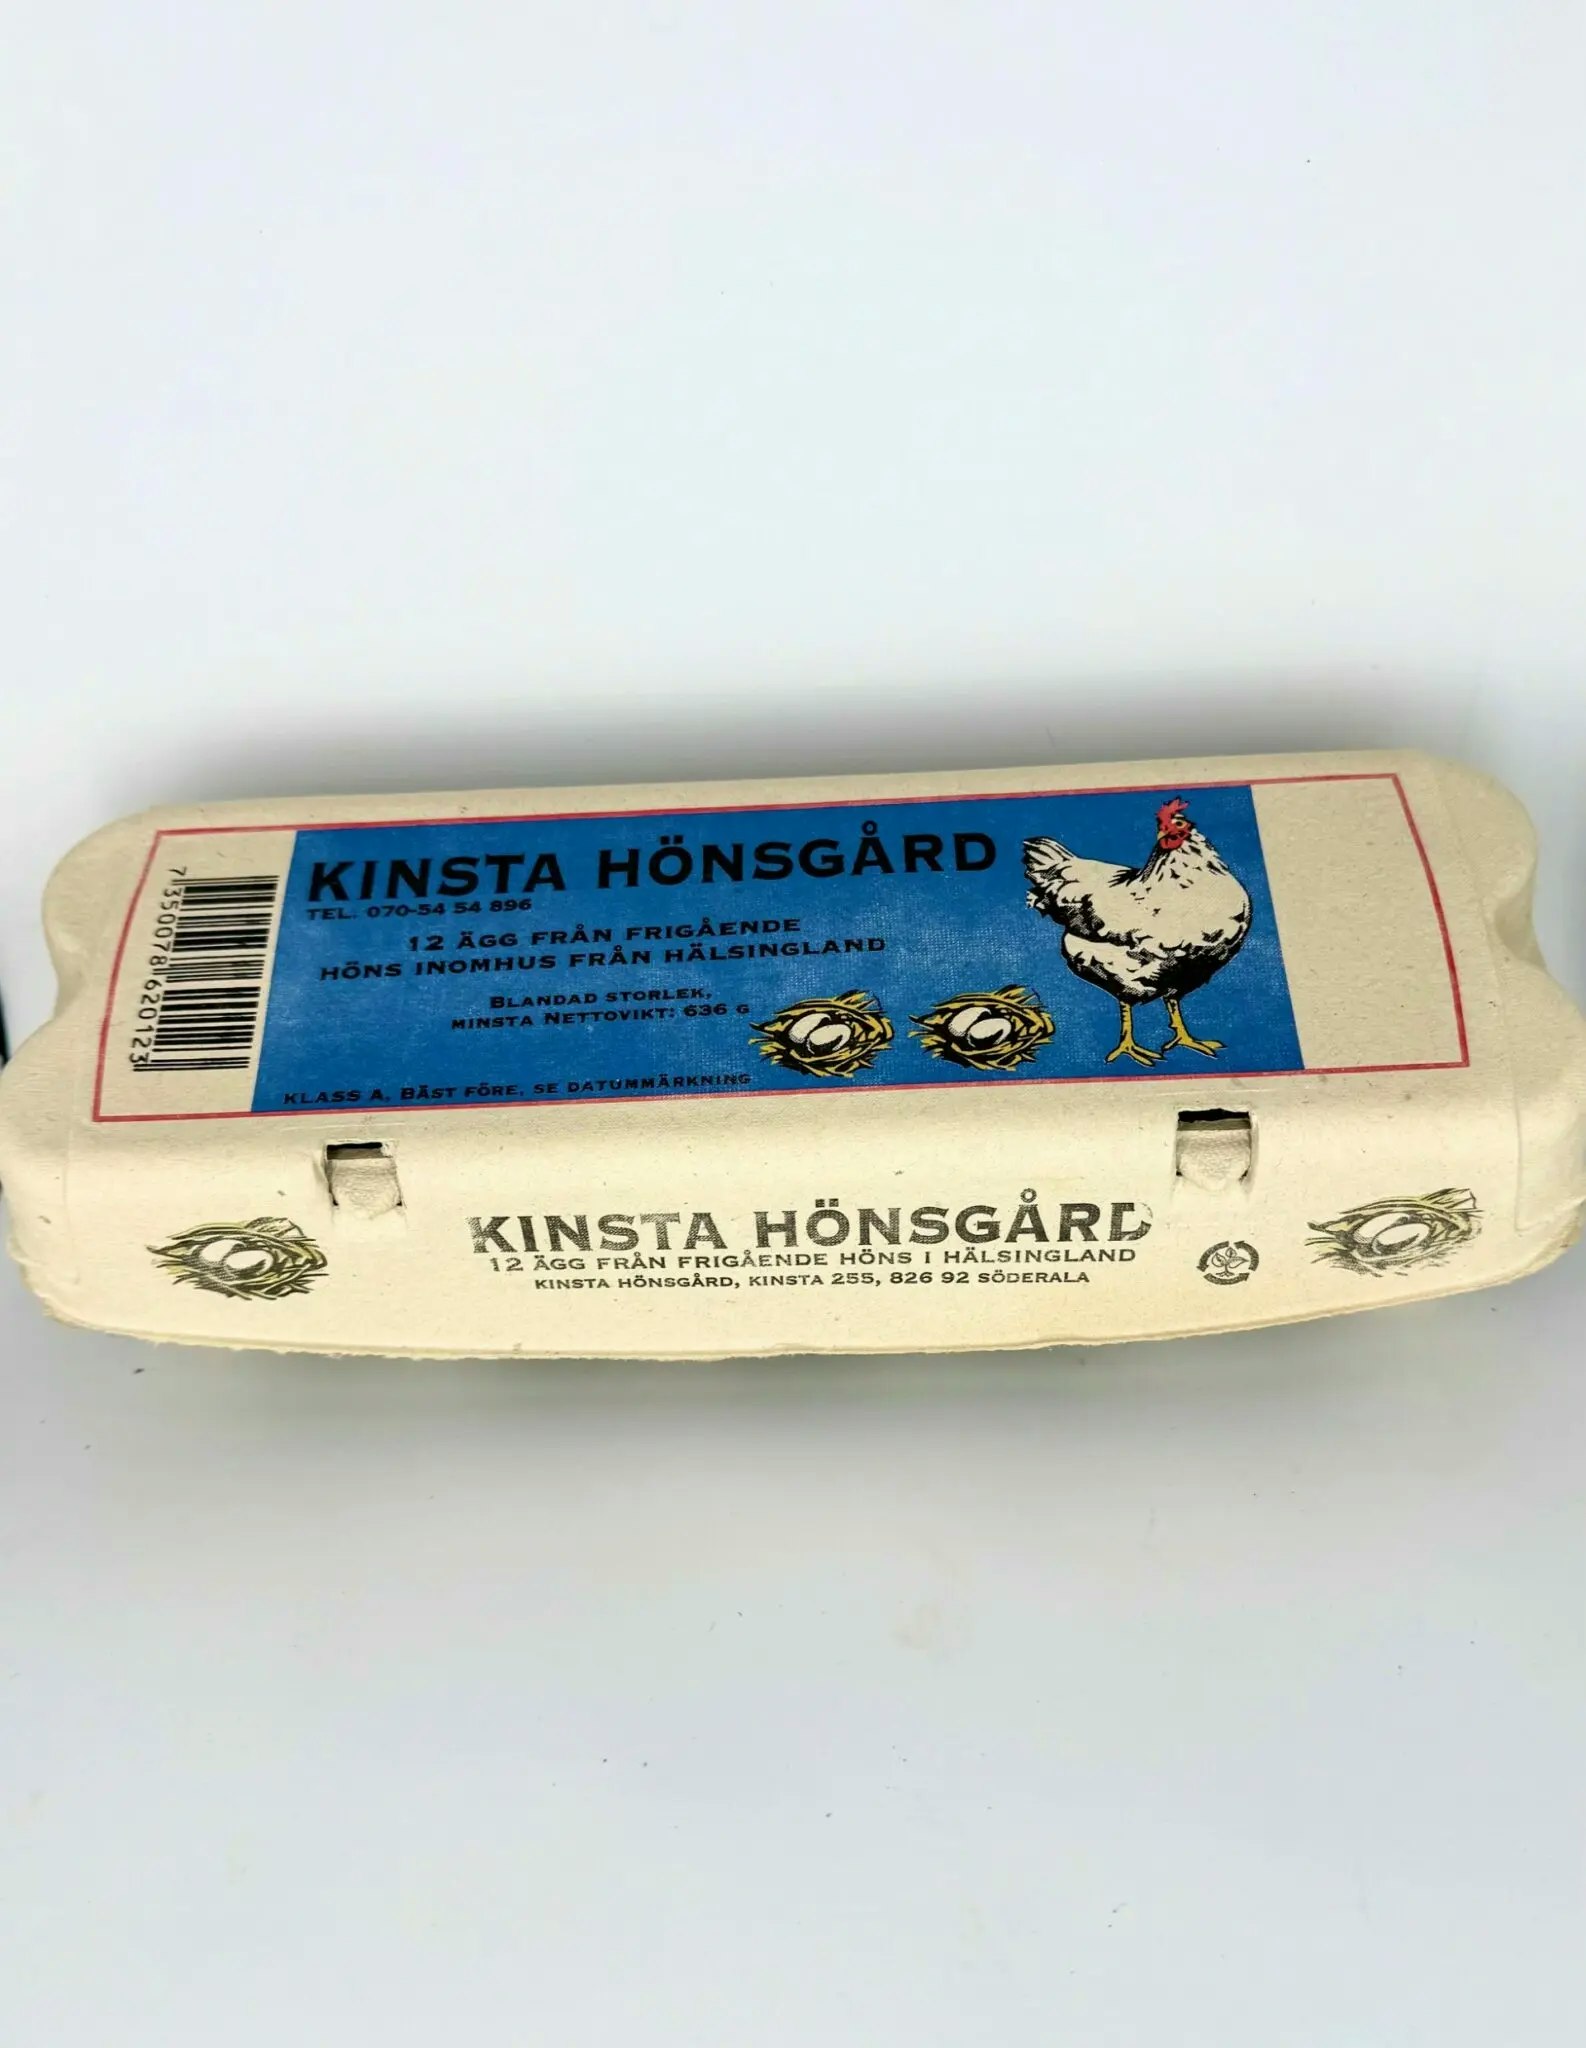 KINSTA HÖNSGÅRD
TEL. 070-54 54 896
12 ÄGG FRÅN FRIGÅENDE
HÖNS INOMHUS FRÅN HÄLSINGLAND
BLANDAD STORLEK,
MINSTA NETTOVIKT: 636 G
KLASS A, BÄST FÖRE, SE DATUMMÄRKNING
7350078620123
KINSTA HÖNSGÅRD
12 ÄGG FRÅN FRIGÅENDE HÖNS I HÄLSINGLAND
KINSTA HÖNSGÅRD, KINSTA 255, 826 92 SÖDERALA